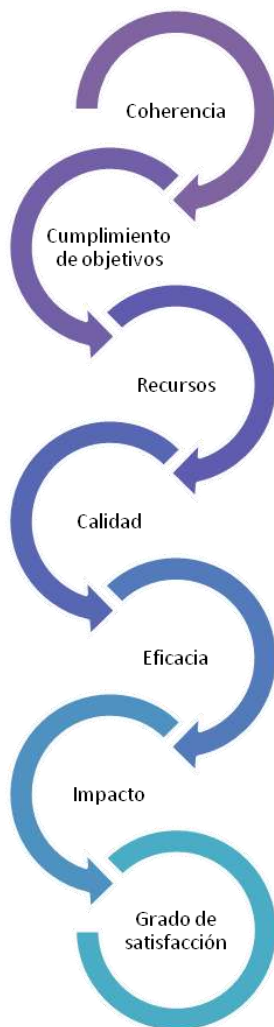 Coherencia
Cumplimiento
de objetivos
Recursos
Calidad
Eficacia
Impacto
Grado de
satisfacción